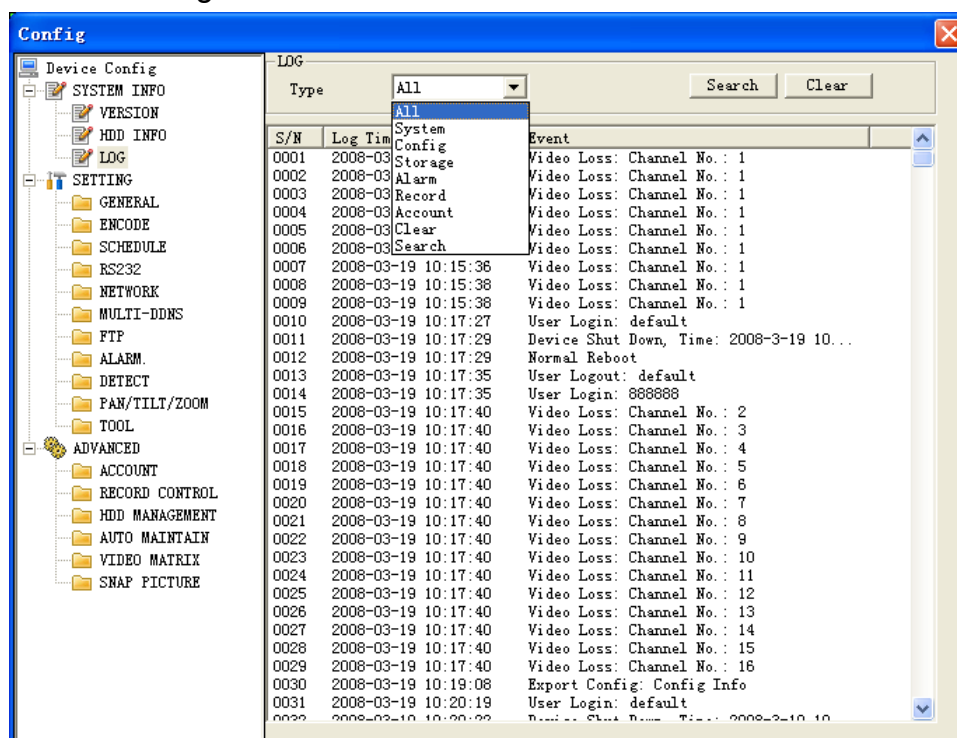 Config
Device Config
SYSTEM INFO
VERSION
HDD INFO
LOG
SETTING
GENERAL
ENCODE
SCHEDULE
RS232
NETWORK
MULTI-DDNS
FTP
ALARM.
DETECT
PAN/TILT/ZOOM
TOOL
ADVANCED
ACCOUNT
RECORD CONTROL
HDD MANAGEMENT
AUTO MAINTAIN
VIDEO MATRIX
SNAP PICTURE
LOG
Type All Search Clear
All
System
Config
Storage
Alarm
Record
Account
Clear
Search
S/N Log Tim Event
0001 2008-03 Video Loss: Channel No.: 1
0002 2008-03 Video Loss: Channel No.: 1
0003 2008-03 Video Loss: Channel No.: 1
0004 2008-03 Video Loss: Channel No.: 1
0005 2008-03 Video Loss: Channel No.: 1
0006 2008-03 Video Loss: Channel No.: 1
0007 2008-03-19 10:15:36 Video Loss: Channel No.: 1
0008 2008-03-19 10:15:38 Video Loss: Channel No.: 1
0009 2008-03-19 10:15:38 Video Loss: Channel No.: 1
0010 2008-03-19 10:17:27 User Login: default
0011 2008-03-19 10:17:29 Device Shut Down, Time: 2008-3-19 10...
0012 2008-03-19 10:17:29 Normal Reboot
0013 2008-03-19 10:17:35 User Logout: default
0014 2008-03-19 10:17:35 User Login: 888888
0015 2008-03-19 10:17:40 Video Loss: Channel No.: 2
0016 2008-03-19 10:17:40 Video Loss: Channel No.: 3
0017 2008-03-19 10:17:40 Video Loss: Channel No.: 4
0018 2008-03-19 10:17:40 Video Loss: Channel No.: 5
0019 2008-03-19 10:17:40 Video Loss: Channel No.: 6
0020 2008-03-19 10:17:40 Video Loss: Channel No.: 7
0021 2008-03-19 10:17:40 Video Loss: Channel No.: 8
0022 2008-03-19 10:17:40 Video Loss: Channel No.: 9
0023 2008-03-19 10:17:40 Video Loss: Channel No.: 10
0024 2008-03-19 10:17:40 Video Loss: Channel No.: 11
0025 2008-03-19 10:17:40 Video Loss: Channel No.: 12
0026 2008-03-19 10:17:40 Video Loss: Channel No.: 13
0027 2008-03-19 10:17:40 Video Loss: Channel No.: 14
0028 2008-03-19 10:17:40 Video Loss: Channel No.: 15
0029 2008-03-19 10:17:40 Video Loss: Channel No.: 16
0030 2008-03-19 10:19:08 Export Config: Config Info
0031 2008-03-19 10:20:19 User Login: default